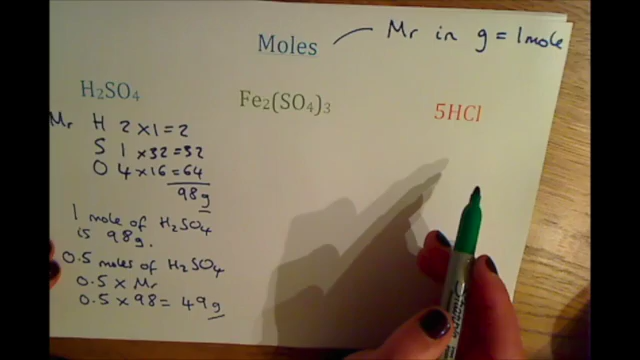 Moles
Mr in g = 1mole
H₂SO₄
Mr H 2 × 1 = 2
S 1 × 32 = 32
O 4 × 16 = 64
98g
1 mole of H₂SO₄
is 98g.
0.5 moles of H₂SO₄
0.5 × Mr
0.5 × 98 = 49g
Fe₂(SO₄)₃
5HCl